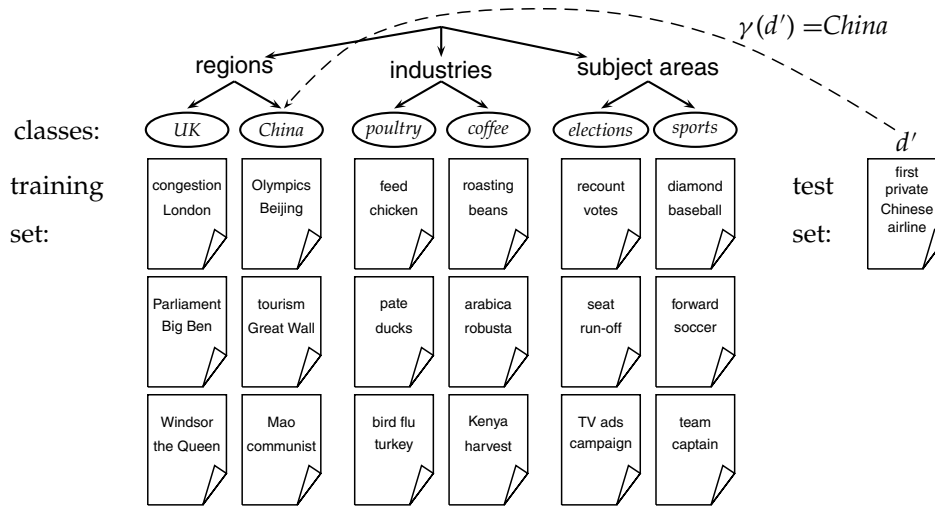 γ(d′) =China
regions
industries
subject areas
classes:
UK
China
poultry
coffee
elections
sports
d′
training
set:
congestion
London
Olympics
Beijing
feed
chicken
roasting
beans
recount
votes
diamond
baseball
test
set:
first
private
Chinese
airline
Parliament
Big Ben
tourism
Great Wall
pate
ducks
arabica
robusta
seat
run-off
forward
soccer
Windsor
the Queen
Mao
communist
bird flu
turkey
Kenya
harvest
TV ads
campaign
team
captain